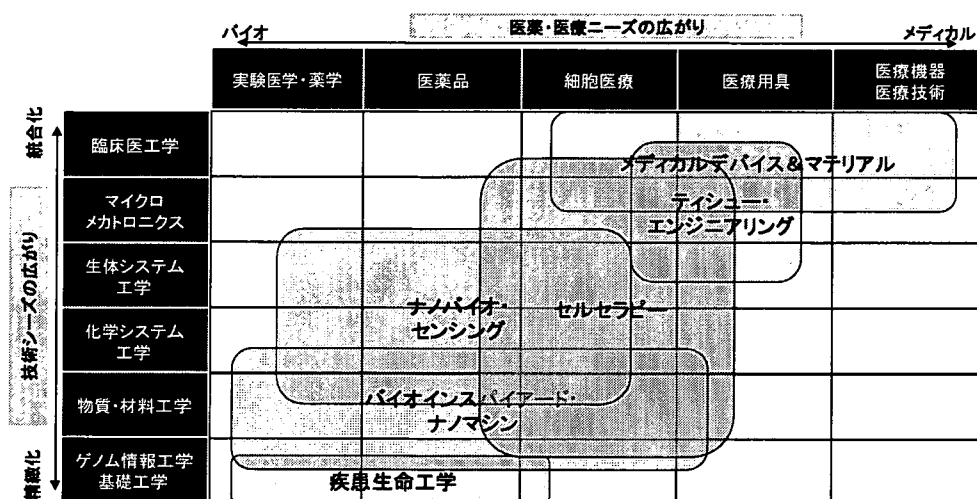 医薬・医療ニーズの広がり
バイオ
メディカル
実験医学・薬学
医薬品
細胞医療
医療用具
医療機器
医療技術
統合化
技術シーズの広がり
精緻化
臨床医工学
マイクロ
メカトロニクス
生体システム
工学
化学システム
工学
物質・材料工学
ゲノム情報工学
基礎工学
メディカルデバイス&マテリアル
ティシュー・
エンジニアリング
ナノバイオ・
センシング
セルセラピー
バイオインスパイアード・
ナノマシン
疾患生命工学